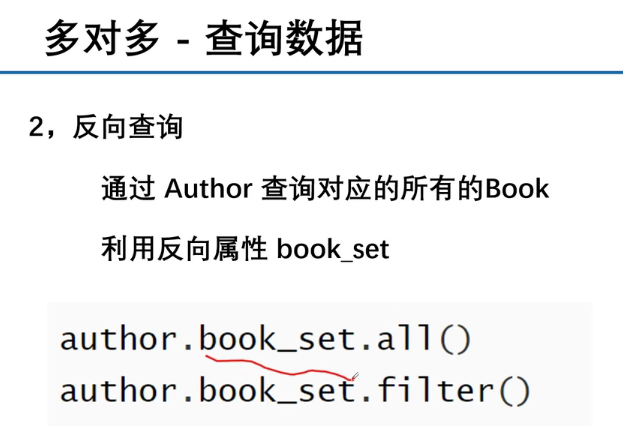 多对多 - 查询数据
2，反向查询
通过 Author 查询对应的所有的Book
利用反向属性 book_set
author.book_set.all()
author.book_set.filter()